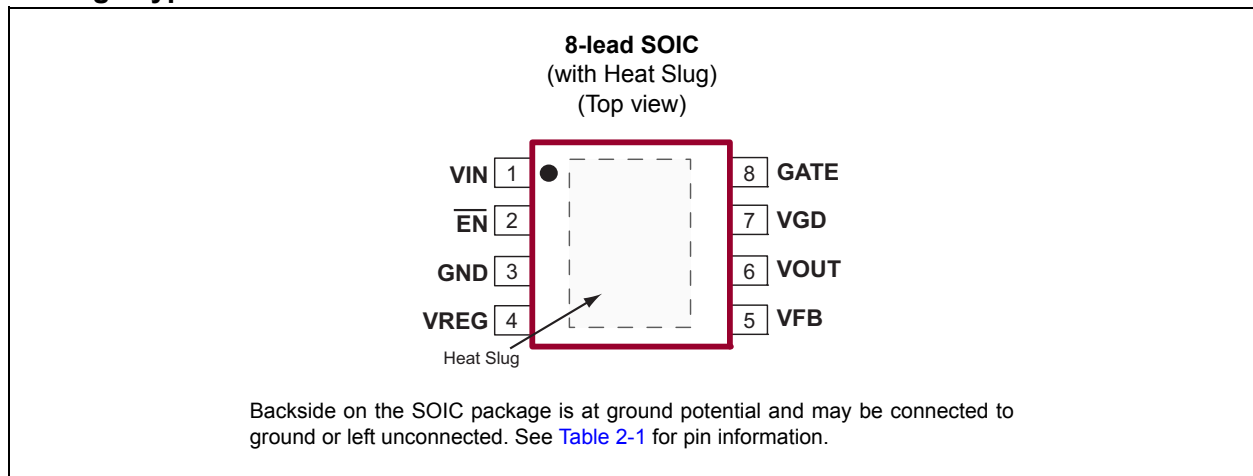 8-lead SOIC
(with Heat Slug)
(Top view)
VIN 1
EN 2
GND 3
VREG 4
8 GATE
7 VGD
6 VOUT
5 VFB
Heat Slug
Backside on the SOIC package is at ground potential and may be connected to
ground or left unconnected. See Table 2-1 for pin information.